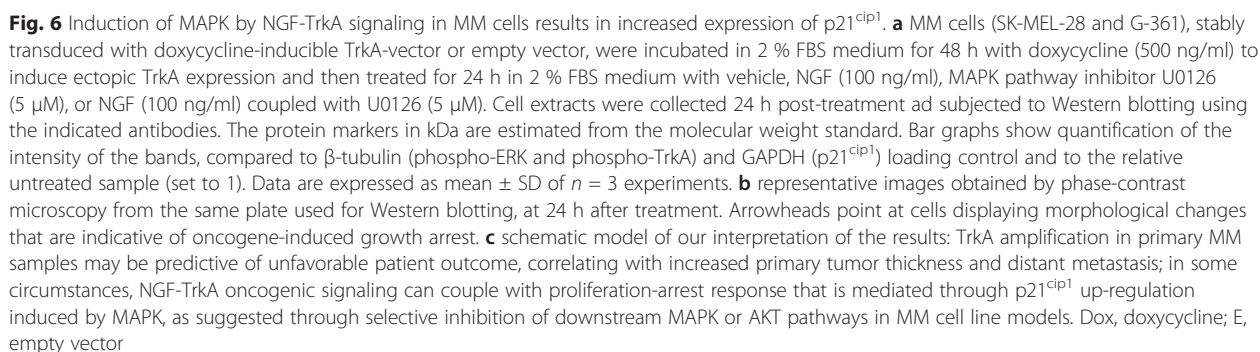 Fig. 6 Induction of MAPK by NGF-TrkA signaling in MM cells results in increased expression of p21cip1. a MM cells (SK-MEL-28 and G-361), stably
transduced with doxycycline-inducible TrkA-vector or empty vector, were incubated in 2 % FBS medium for 48 h with doxycycline (500 ng/ml) to
induce ectopic TrkA expression and then treated for 24 h in 2 % FBS medium with vehicle, NGF (100 ng/ml), MAPK pathway inhibitor U0126
(5 μM), or NGF (100 ng/ml) coupled with U0126 (5 μM). Cell extracts were collected 24 h post-treatment ad subjected to Western blotting using
the indicated antibodies. The protein markers in kDa are estimated from the molecular weight standard. Bar graphs show quantification of the
intensity of the bands, compared to β-tubulin (phospho-ERK and phospho-TrkA) and GAPDH (p21cip1) loading control and to the relative
untreated sample (set to 1). Data are expressed as mean ± SD of n = 3 experiments. b representative images obtained by phase-contrast
microscopy from the same plate used for Western blotting, at 24 h after treatment. Arrowheads point at cells displaying morphological changes
that are indicative of oncogene-induced growth arrest. c schematic model of our interpretation of the results: TrkA amplification in primary MM
samples may be predictive of unfavorable patient outcome, correlating with increased primary tumor thickness and distant metastasis; in some
circumstances, NGF-TrkA oncogenic signaling can couple with proliferation-arrest response that is mediated through p21cip1 up-regulation
induced by MAPK, as suggested through selective inhibition of downstream MAPK or AKT pathways in MM cell line models. Dox, doxycycline; E,
empty vector